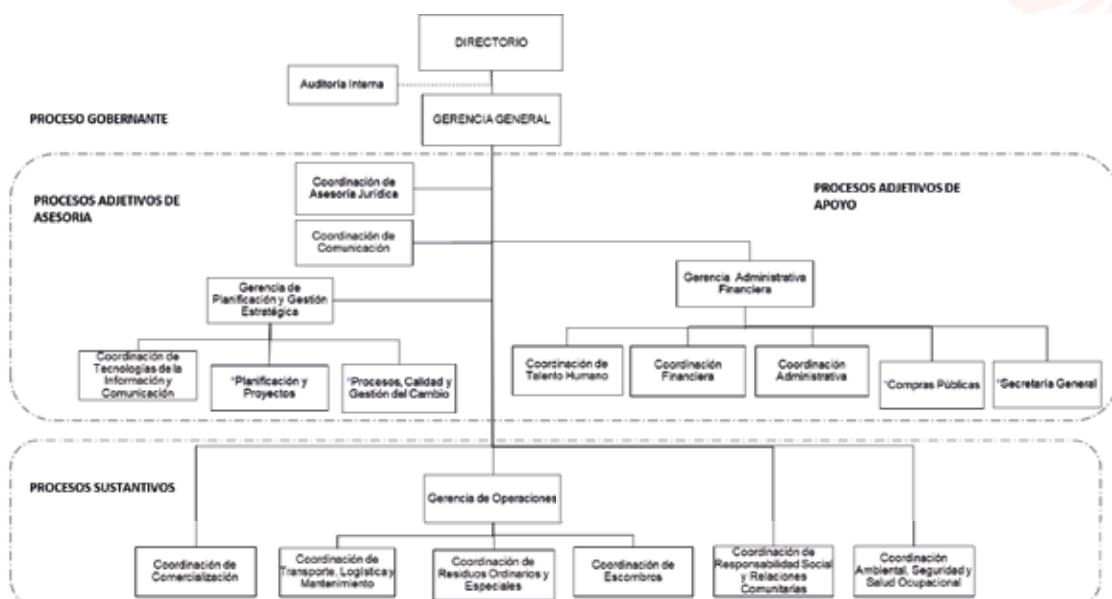 DIRECTORIO
Auditoría Interna
PROCESO GOBERNANTE
GERENCIA GENERAL
PROCESOS ADJETIVOS DE
ASESORIA
Coordinación de
Asesoría Jurídica
PROCESOS ADJETIVOS DE
APOYO
Coordinación de
Comunicación
Gerencia de
Planificación y Gestión
Estratégica
Gerencia Administrativa
Financiera
Coordinación de
Tecnologías de la
Información y
Comunicación
*Planificación y
Proyectos
*Procesos, Calidad y
Gestión del Cambio
Coordinación de
Talento Humano
Coordinación
Financiera
Coordinación
Administrativa
*Compras Públicas
*Secretaría General
PROCESOS SUSTANTIVOS
Gerencia de Operaciones
Coordinación de
Comercialización
Coordinación de
Transporte, Logística y
Mantenimiento
Coordinación de
Residuos Ordinarios y
Especiales
Coordinación de
Escombros
Coordinación de
Responsabilidad Social
y Relaciones
Comunitarias
Coordinación
Ambiental, Seguridad y
Salud Ocupacional